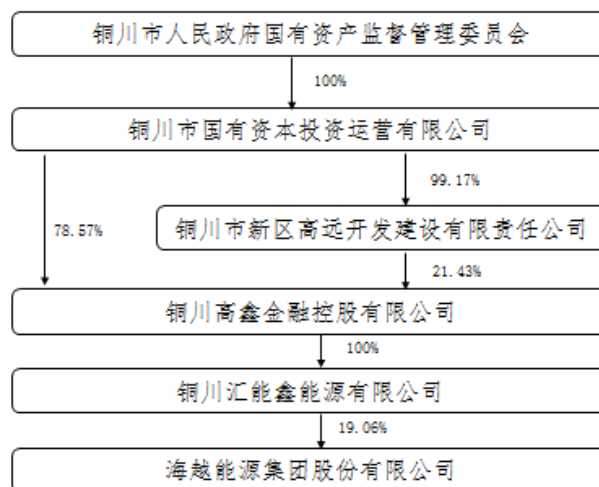 铜川市人民政府国有资产监督管理委员会
100%
铜川市国有资本投资运营有限公司
99.17%
78.57%
铜川市新区高远开发建设有限责任公司
21.43%
铜川高鑫金融控股有限公司
100%
铜川汇能鑫能源有限公司
19.06%
海越能源集团股份有限公司